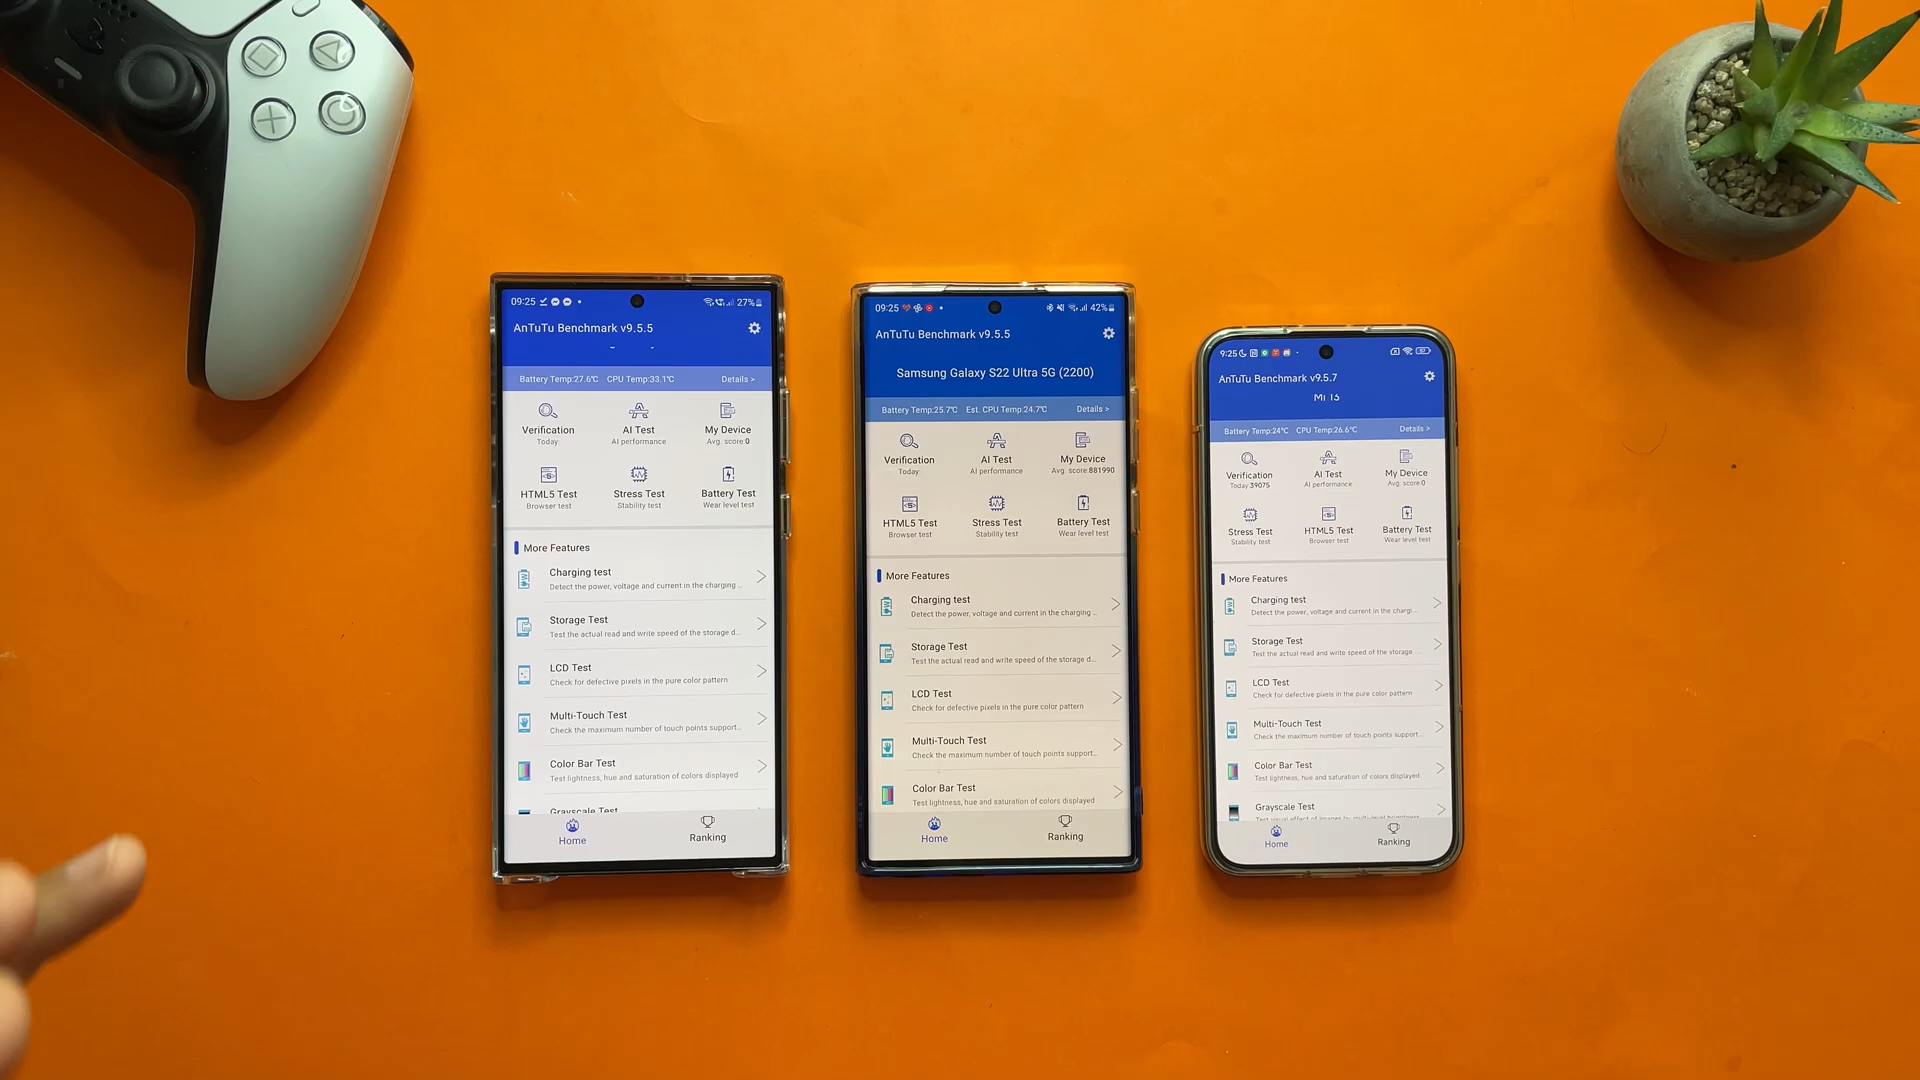 09:25
27%
AnTuTu Benchmark v9.5.5
Battery Temp:27.6℃ CPU Temp:33.1℃ Details >
Verification
Today:
AI Test
AI performance
My Device
Avg. score:0
HTML5 Test
Browser test
Stress Test
Stability test
Battery Test
Wear level test
More Features
Charging test
Detect the power, voltage and current in the charging ...
Storage Test
Test the actual read and write speed of the storage d...
LCD Test
Check for defective pixels in the pure color pattern
Multi-Touch Test
Check the maximum number of touch points support...
Color Bar Test
Test lightness, hue and saturation of colors displayed
Grayscale Test
Home
Ranking
09:25
42%
AnTuTu Benchmark v9.5.5
Samsung Galaxy S22 Ultra 5G (2200)
Battery Temp:25.7℃ Est. CPU Temp:24.7℃ Details >
Verification
Today:
AI Test
AI performance
My Device
Avg. score:881990
HTML5 Test
Browser test
Stress Test
Stability test
Battery Test
Wear level test
More Features
Charging test
Detect the power, voltage and current in the charging ...
Storage Test
Test the actual read and write speed of the storage d...
LCD Test
Check for defective pixels in the pure color pattern
Multi-Touch Test
Check the maximum number of touch points support...
Color Bar Test
Test lightness, hue and saturation of colors displayed
Home
Ranking
9:25
AnTuTu Benchmark v9.5.7
MI 13
Battery Temp:24℃ CPU Temp:26.6℃ Details >
Verification
Today 39075
AI Test
AI performance
My Device
Avg. score:0
Stress Test
Stability test
HTML5 Test
Browser test
Battery Test
Wear level test
More Features
Charging test
Detect the power, voltage and current in the chargi...
Storage Test
Test the actual read and write speed of the storage ...
LCD Test
Check for defective pixels in the pure color pattern
Multi-Touch Test
Check the maximum number of touch points support...
Color Bar Test
Test lightness, hue and saturation of colors displayed
Grayscale Test
Test visual effect of images by multi-level brightness
Home
Ranking